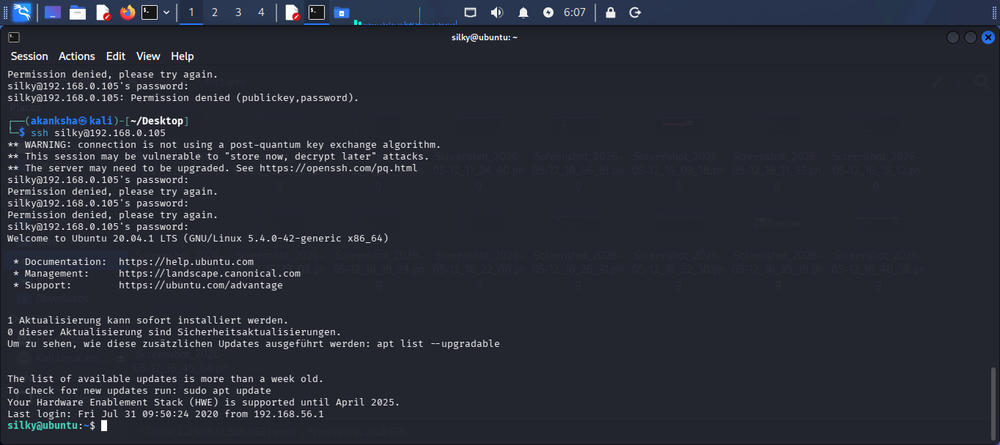 1 2 3 4 6:07
silky@ubuntu: ~
Session Actions Edit View Help
Permission denied, please try again.
silky@192.168.0.105's password:
silky@192.168.0.105: Permission denied (publickey,password).
┌──(akanksha㉿kali)-[~/Desktop]
└─$ ssh silky@192.168.0.105
** WARNING: connection is not using a post-quantum key exchange algorithm.
** This session may be vulnerable to "store now, decrypt later" attacks.
** The server may need to be upgraded. See https://openssh.com/pq.html
silky@192.168.0.105's password:
Permission denied, please try again.
silky@192.168.0.105's password:
Permission denied, please try again.
silky@192.168.0.105's password:
Welcome to Ubuntu 20.04.1 LTS (GNU/Linux 5.4.0-42-generic x86_64)
* Documentation: https://help.ubuntu.com
* Management: https://landscape.canonical.com
* Support: https://ubuntu.com/advantage
1 Aktualisierung kann sofort installiert werden.
0 dieser Aktualisierung sind Sicherheitsaktualisierungen.
Um zu sehen, wie diese zusätzlichen Updates ausgeführt werden: apt list --upgradable
The list of available updates is more than a week old.
To check for new updates run: sudo apt update
Your Hardware Enablement Stack (HWE) is supported until April 2025.
Last login: Fri Jul 31 09:50:24 2020 from 192.168.56.1
silky@ubuntu:~$